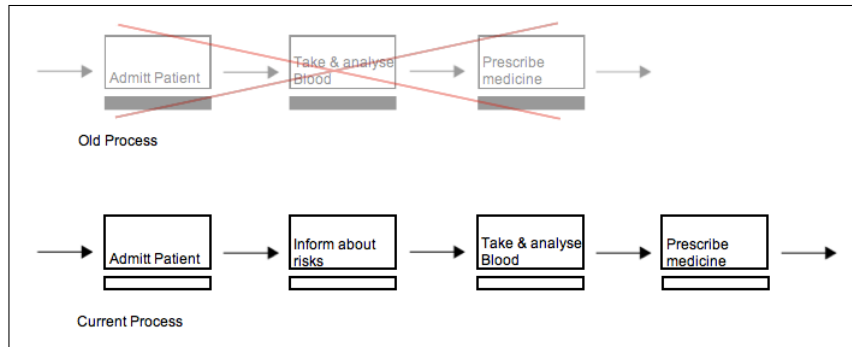 Admitt Patient
Take & analyse
Blood
Prescribe
medicine
Old Process
Admitt Patient
Inform about
risks
Take & analyse
Blood
Prescribe
medicine
Current Process